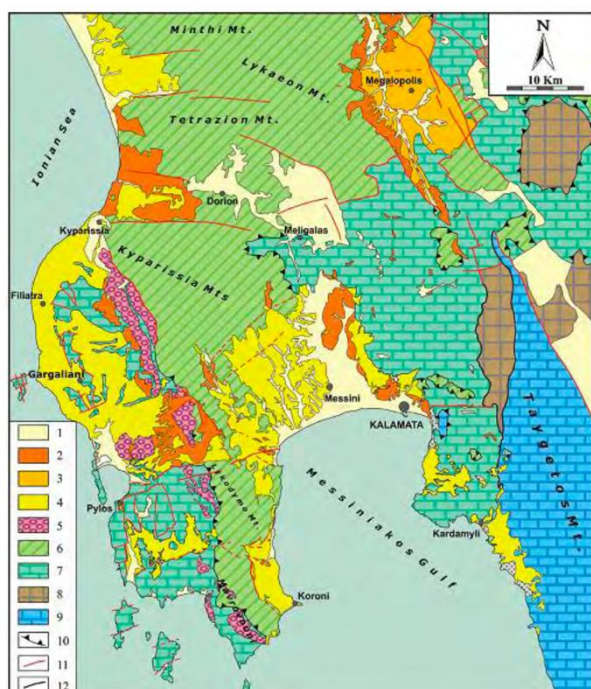 N
10 Km
Minthi Mt.
Lykaeon Mt.
Megalopolis
Tetrazion Mt.
Ionian Sea
Dorion
Kyparissia
Meligalas
Kyparissia Mts
Filiatra
Gargaliani
Messini
KALAMATA
Taygetos Mt.
Lykodymo Mt.
Messiniakos Gulf
Pylos
Kardamyli
Koroni
1
2
3
4
5
6
7
8
9
10
11
12